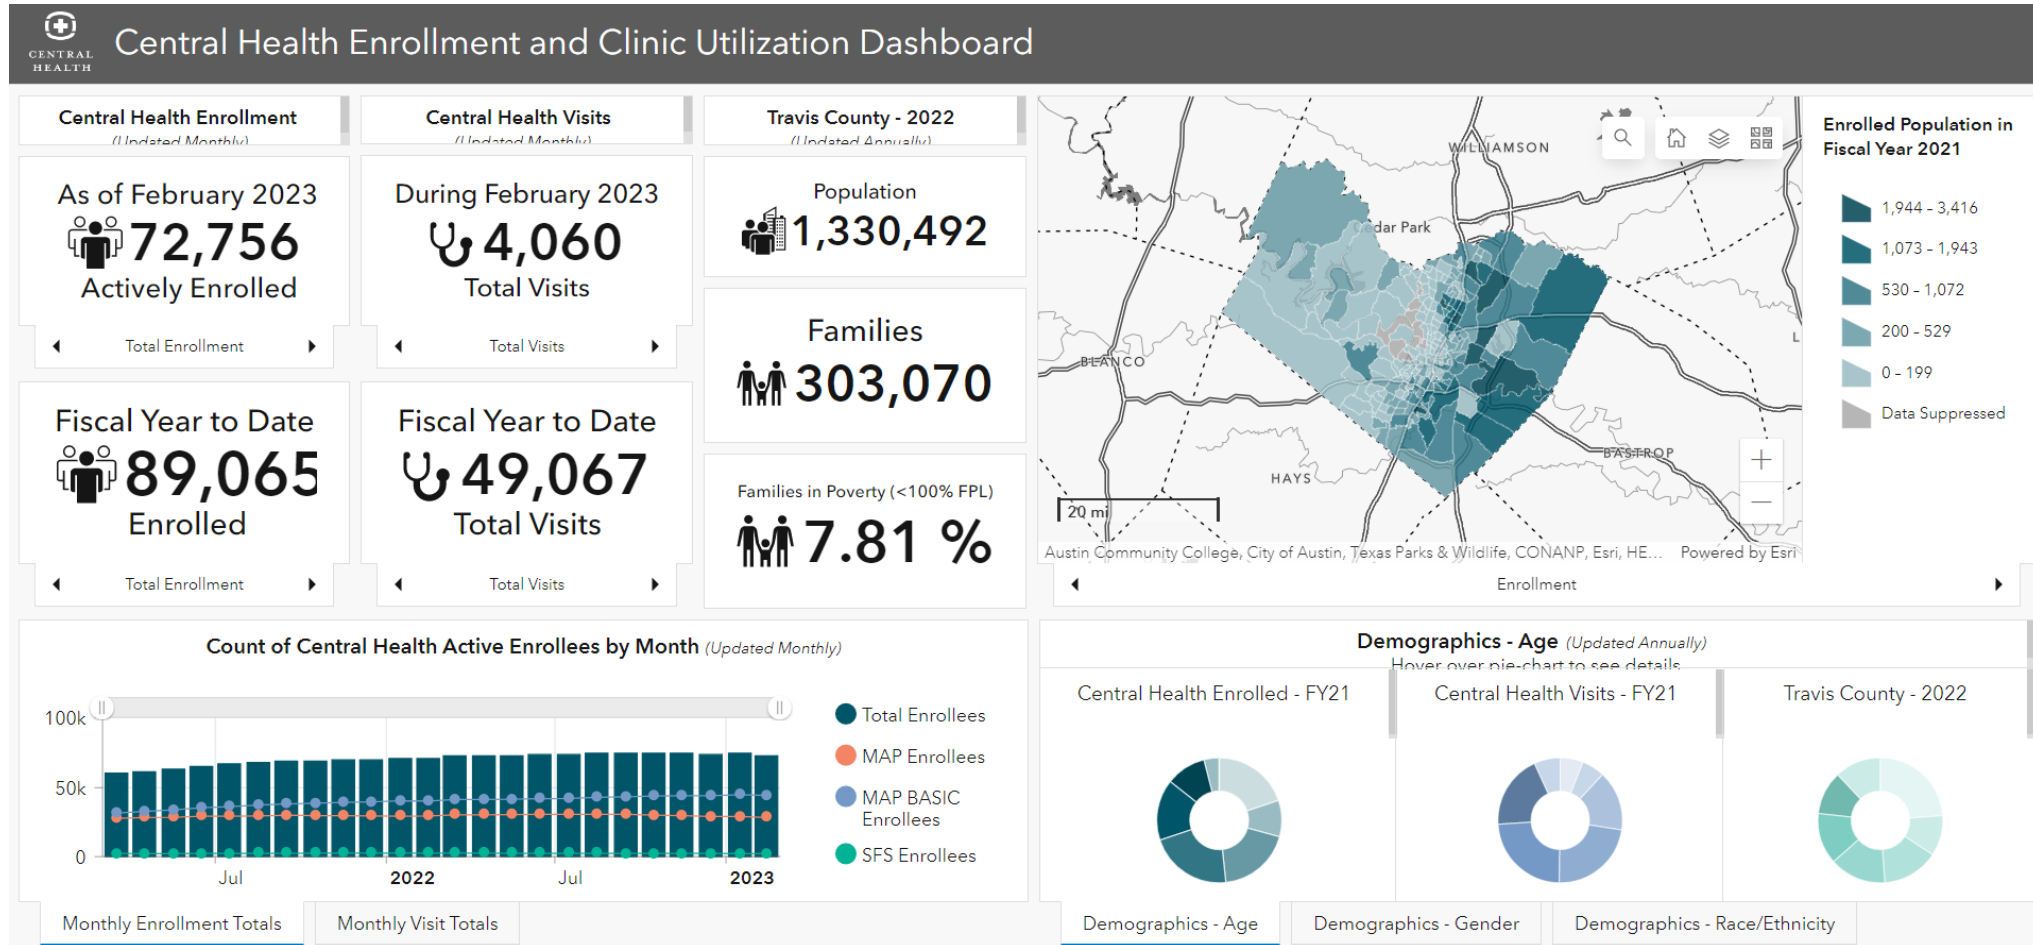 CENTRAL
HEALTH
Central Health Enrollment and Clinic Utilization Dashboard
Central Health Enrollment
(Updated Monthly)
As of February 2023
72,756
Actively Enrolled
Total Enrollment
Fiscal Year to Date
89,065
Enrolled
Total Enrollment
Central Health Visits
(Updated Monthly)
During February 2023
4,060
Total Visits
Total Visits
Fiscal Year to Date
49,067
Total Visits
Total Visits
Travis County - 2022
(Updated Annually)
Population
1,330,492
Families
303,070
Families in Poverty (<100% FPL)
7.81 %
WILLIAMSON
edar Park
BLANCO
BASTROP
HAYS
L
20 mi
Austin Community College, City of Austin, Texas Parks & Wildlife, CONANP, Esri, HE... Powered by Esri
Enrollment
Enrolled Population in
Fiscal Year 2021
1,944 - 3,416
1,073 - 1,943
530 - 1,072
200 - 529
0 - 199
Data Suppressed
Count of Central Health Active Enrollees by Month (Updated Monthly)
100k
50k
0
Jul
2022
Jul
2023
Total Enrollees
MAP Enrollees
MAP BASIC
Enrollees
SFS Enrollees
Monthly Enrollment Totals
Monthly Visit Totals
Demographics - Age (Updated Annually)
Hover over pie-chart to see details
Central Health Enrolled - FY21
Central Health Visits - FY21
Travis County - 2022
Demographics - Age
Demographics - Gender
Demographics - Race/Ethnicity